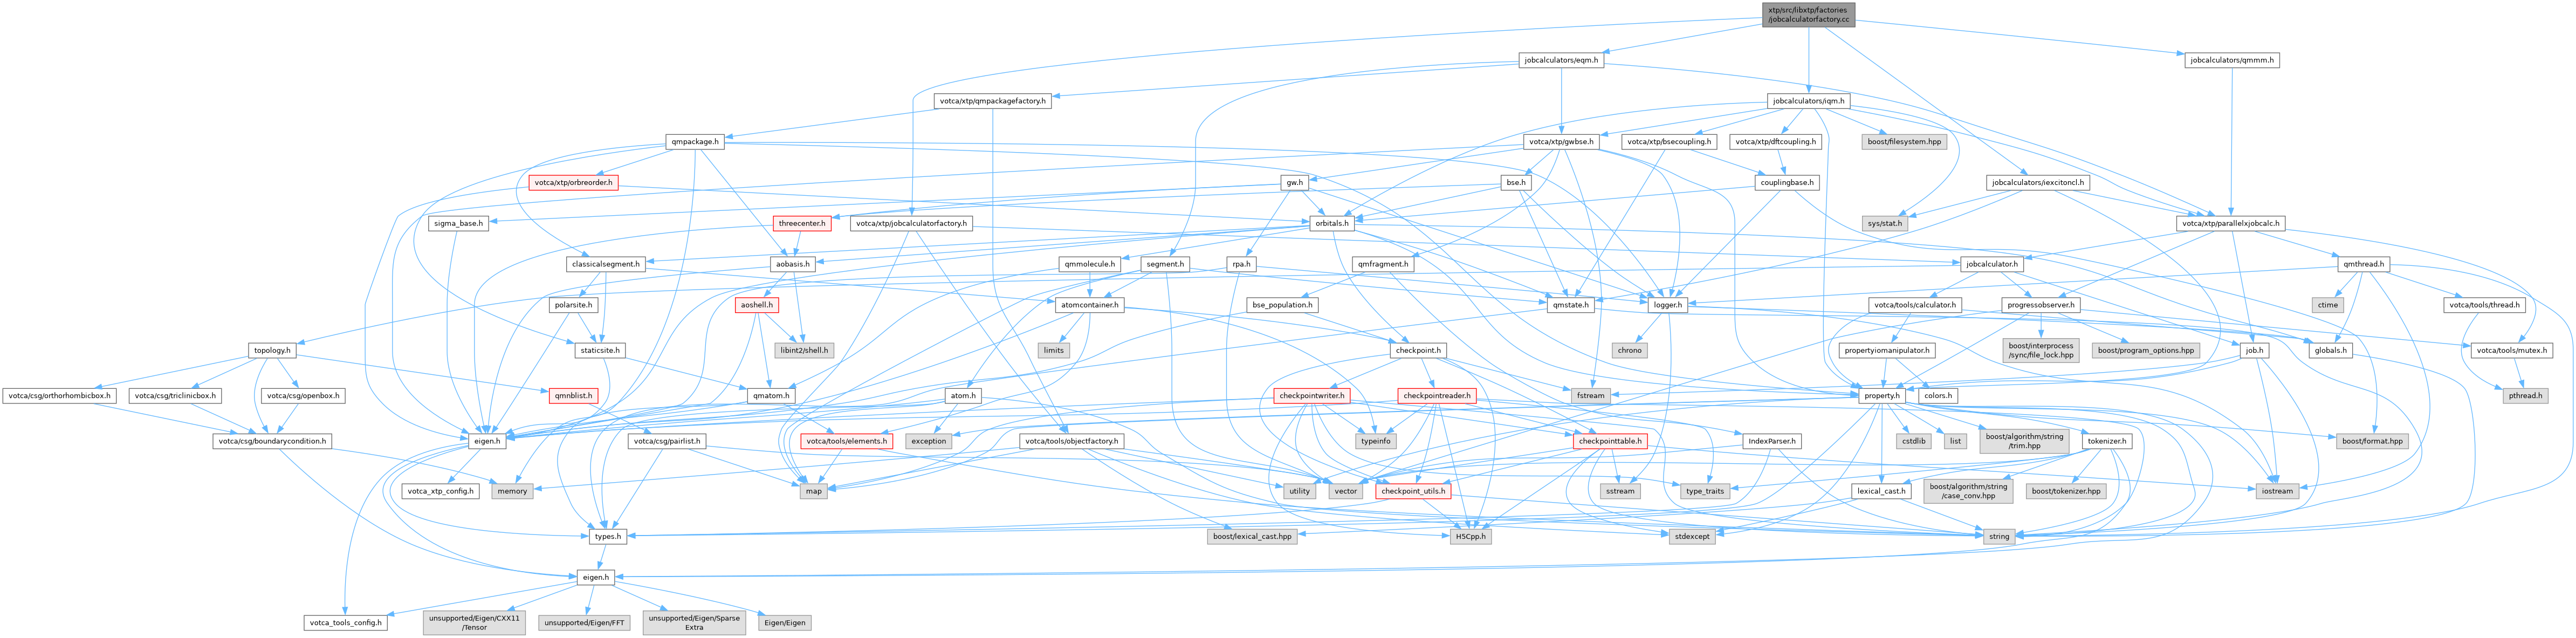 xtp/src/libxtp/factories
/jobcalculatorfactory.cc
jobcalculators/eqm.h
jobcalculators/qmmm.h
votca/xtp/qmpackagefactory.h
jobcalculators/iqm.h
qmpackage.h
votca/xtp/gwbse.h
votca/xtp/bsecoupling.h
votca/xtp/dftcoupling.h
boost/filesystem.hpp
votca/xtp/orbreorder.h
gw.h
bse.h
couplingbase.h
jobcalculators/iexcitoncl.h
sigma_base.h
threecenter.h
votca/xtp/jobcalculatorfactory.h
orbitals.h
sys/stat.h
votca/xtp/parallelxjobcalc.h
classicalsegment.h
aobasis.h
qmmolecule.h
segment.h
rpa.h
qmfragment.h
jobcalculator.h
qmthread.h
polarsite.h
aoshell.h
atomcontainer.h
bse_population.h
qmstate.h
logger.h
votca/tools/calculator.h
progressobserver.h
ctime
votca/tools/thread.h
topology.h
staticsite.h
libint2/shell.h
limits
checkpoint.h
chrono
propertyiomanipulator.h
boost/interprocess
/sync/file_lock.hpp
boost/program_options.hpp
globals.h
job.h
votca/tools/mutex.h
votca/csg/orthorhombicbox.h
votca/csg/triclinicbox.h
votca/csg/openbox.h
qmnblist.h
qmatom.h
atom.h
checkpointwriter.h
checkpointreader.h
fstream
property.h
colors.h
pthread.h
votca/csg/boundarycondition.h
eigen.h
votca/csg/pairlist.h
votca/tools/elements.h
exception
votca/tools/objectfactory.h
typeinfo
checkpointtable.h
IndexParser.h
cstdlib
list
boost/algorithm/string
/trim.hpp
tokenizer.h
boost/format.hpp
votca_xtp_config.h
memory
map
utility
vector
checkpoint_utils.h
sstream
type_traits
lexical_cast.h
boost/algorithm/string
/case_conv.hpp
boost/tokenizer.hpp
iostream
types.h
boost/lexical_cast.hpp
H5Cpp.h
stdexcept
string
eigen.h
votca_tools_config.h
unsupported/Eigen/CXX11
/Tensor
unsupported/Eigen/FFT
unsupported/Eigen/Sparse
Extra
Eigen/Eigen